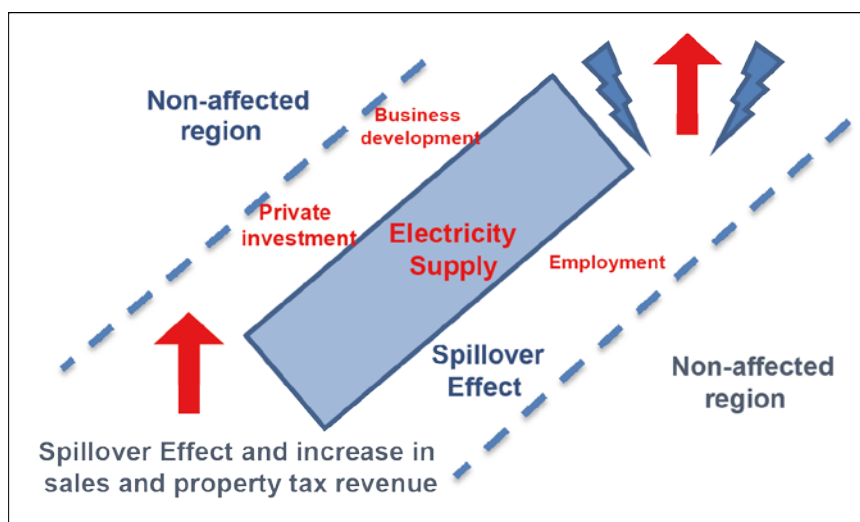 Non-affected
region
Business
development
Private
investment
Electricity
Supply
Employment
Spillover
Effect
Non-affected
region
Spillover Effect and increase in
sales and property tax revenue